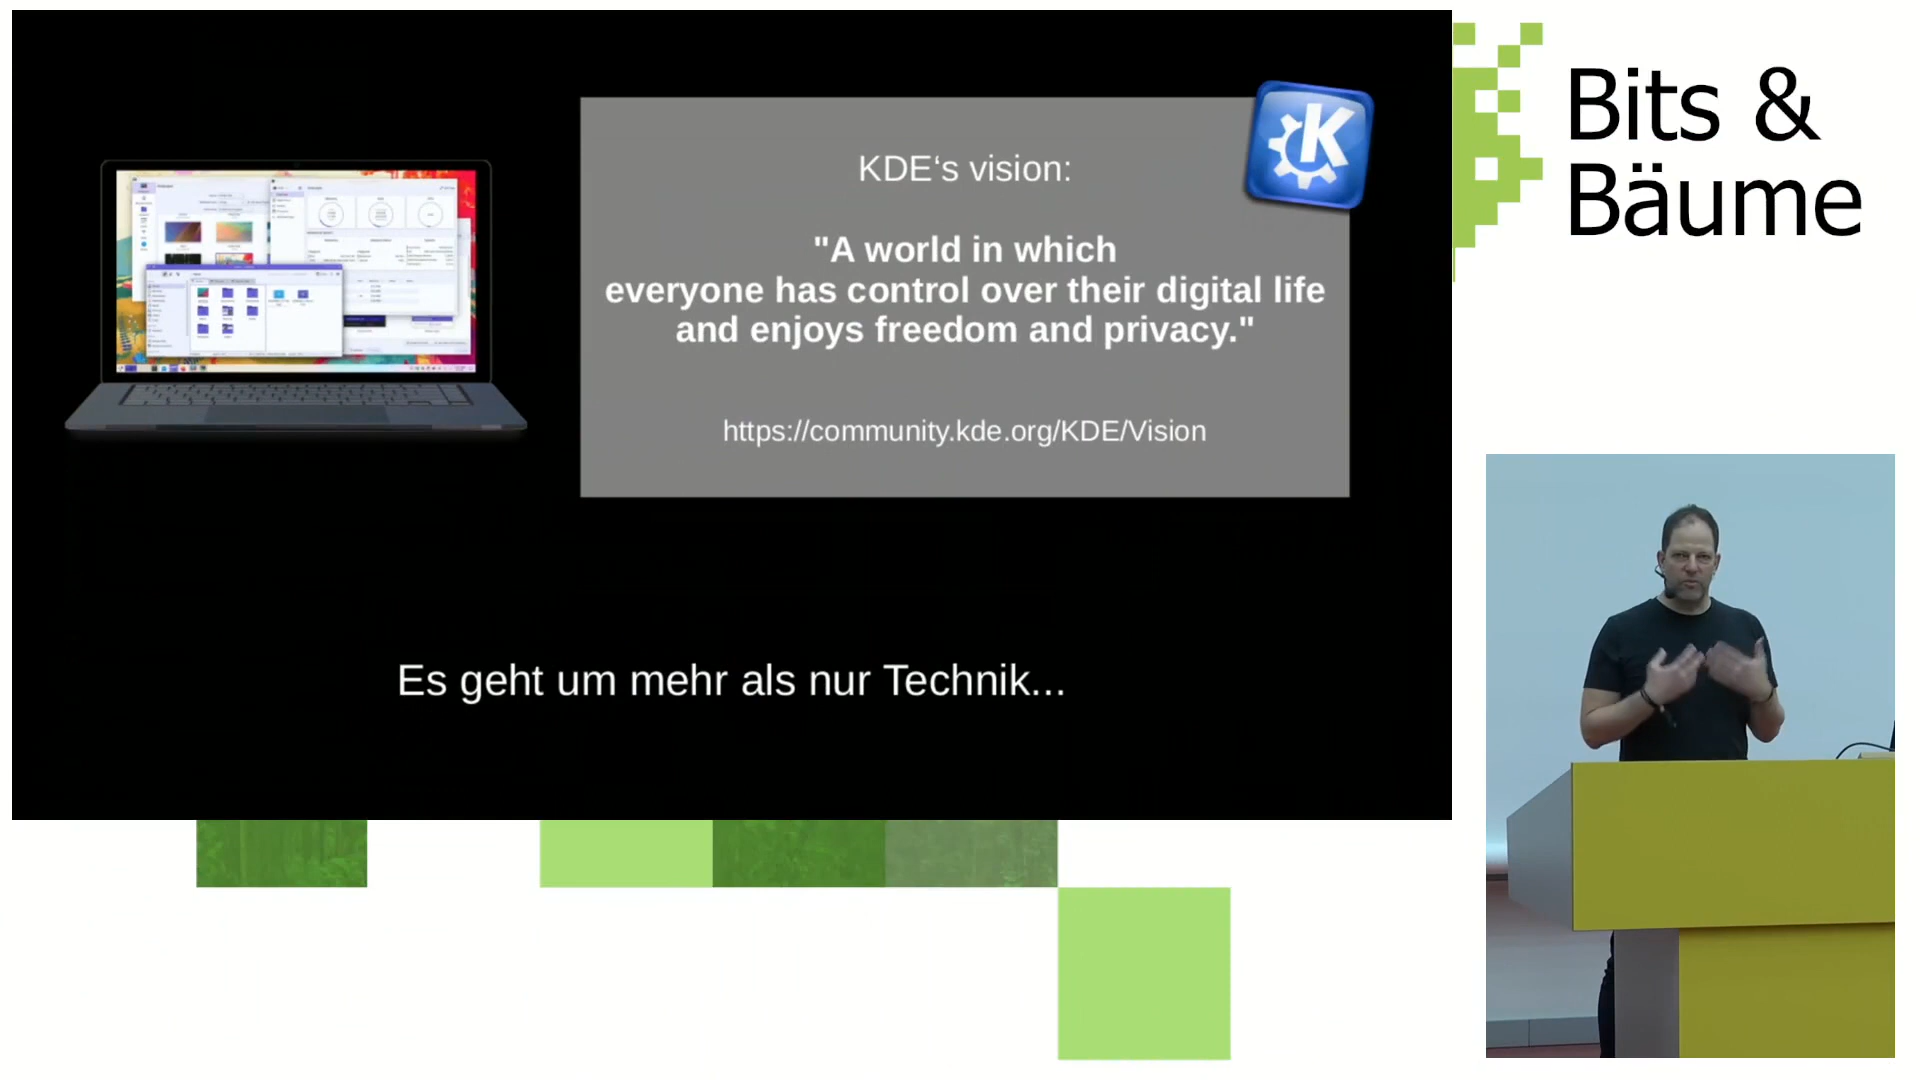 KDE‘s vision:
"A world in which
everyone has control over their digital life
and enjoys freedom and privacy."
https://community.kde.org/KDE/Vision
Es geht um mehr als nur Technik...
Bits &
Bäume